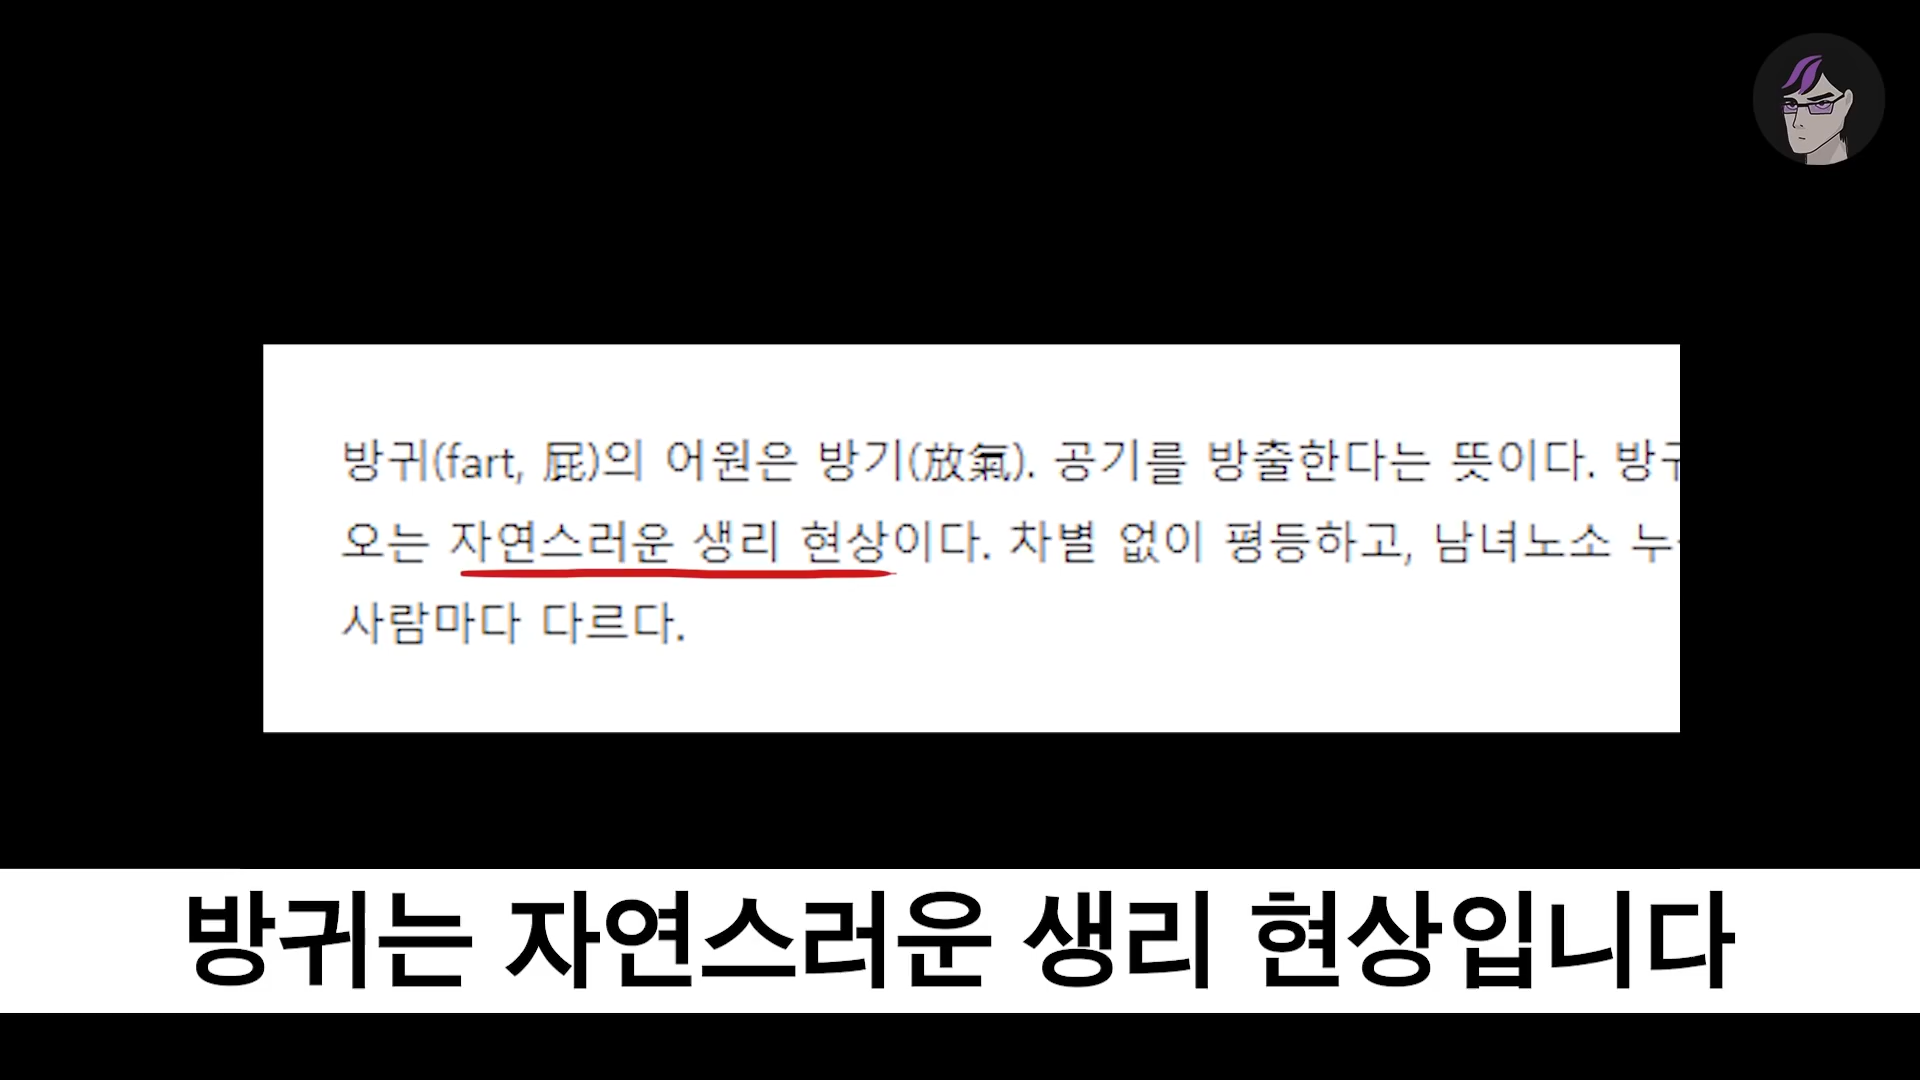 방귀(fart, 屁)의 어원은 방기(放氣). 공기를 방출한다는 뜻이다.
오는 자연스러운 생리 현상이다. 차별 없이 평등하고, 남녀노소
사람마다 다르다.
방귀는 자연스러운 생리 현상입니다